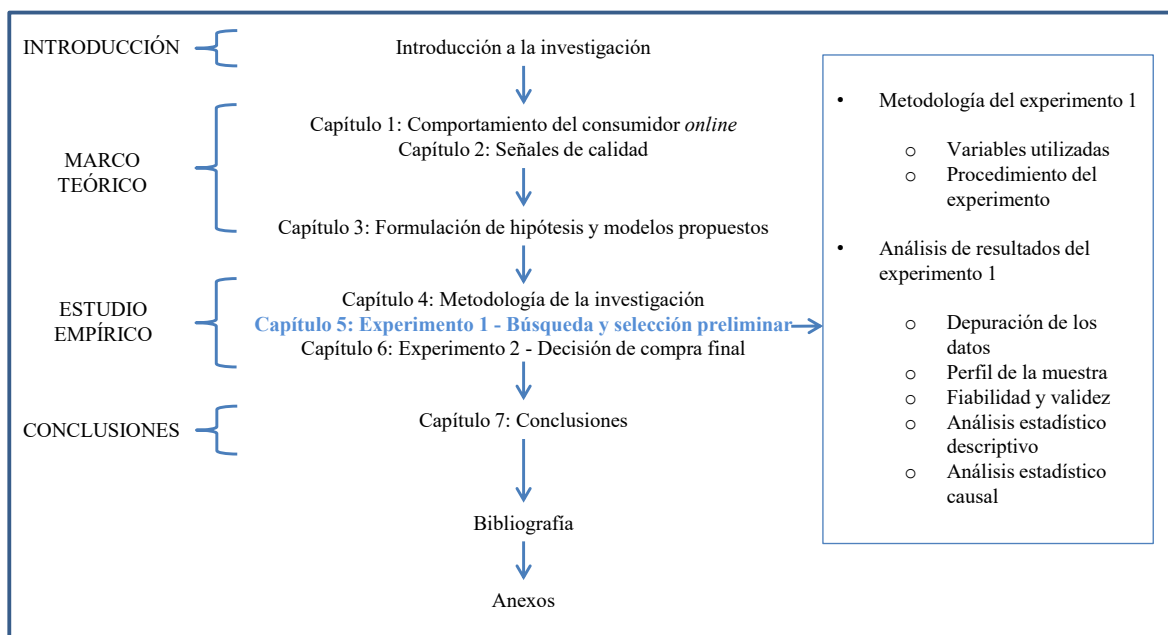 INTRODUCCIÓN
Introducción a la investigación
MARCO
TEÓRICO
Capítulo 1: Comportamiento del consumidor online
Capítulo 2: Señales de calidad
Capítulo 3: Formulación de hipótesis y modelos propuestos
ESTUDIO
EMPÍRICO
Capítulo 4: Metodología de la investigación
Capítulo 5: Experimento 1 - Búsqueda y selección preliminar
Capítulo 6: Experimento 2 - Decisión de compra final
CONCLUSIONES
Capítulo 7: Conclusiones
Bibliografía
Anexos
• Metodología del experimento 1
o Variables utilizadas
o Procedimiento del
experimento
• Análisis de resultados del
experimento 1
o Depuración de los
datos
o Perfil de la muestra
o Fiabilidad y validez
o Análisis estadístico
descriptivo
o Análisis estadístico
causal